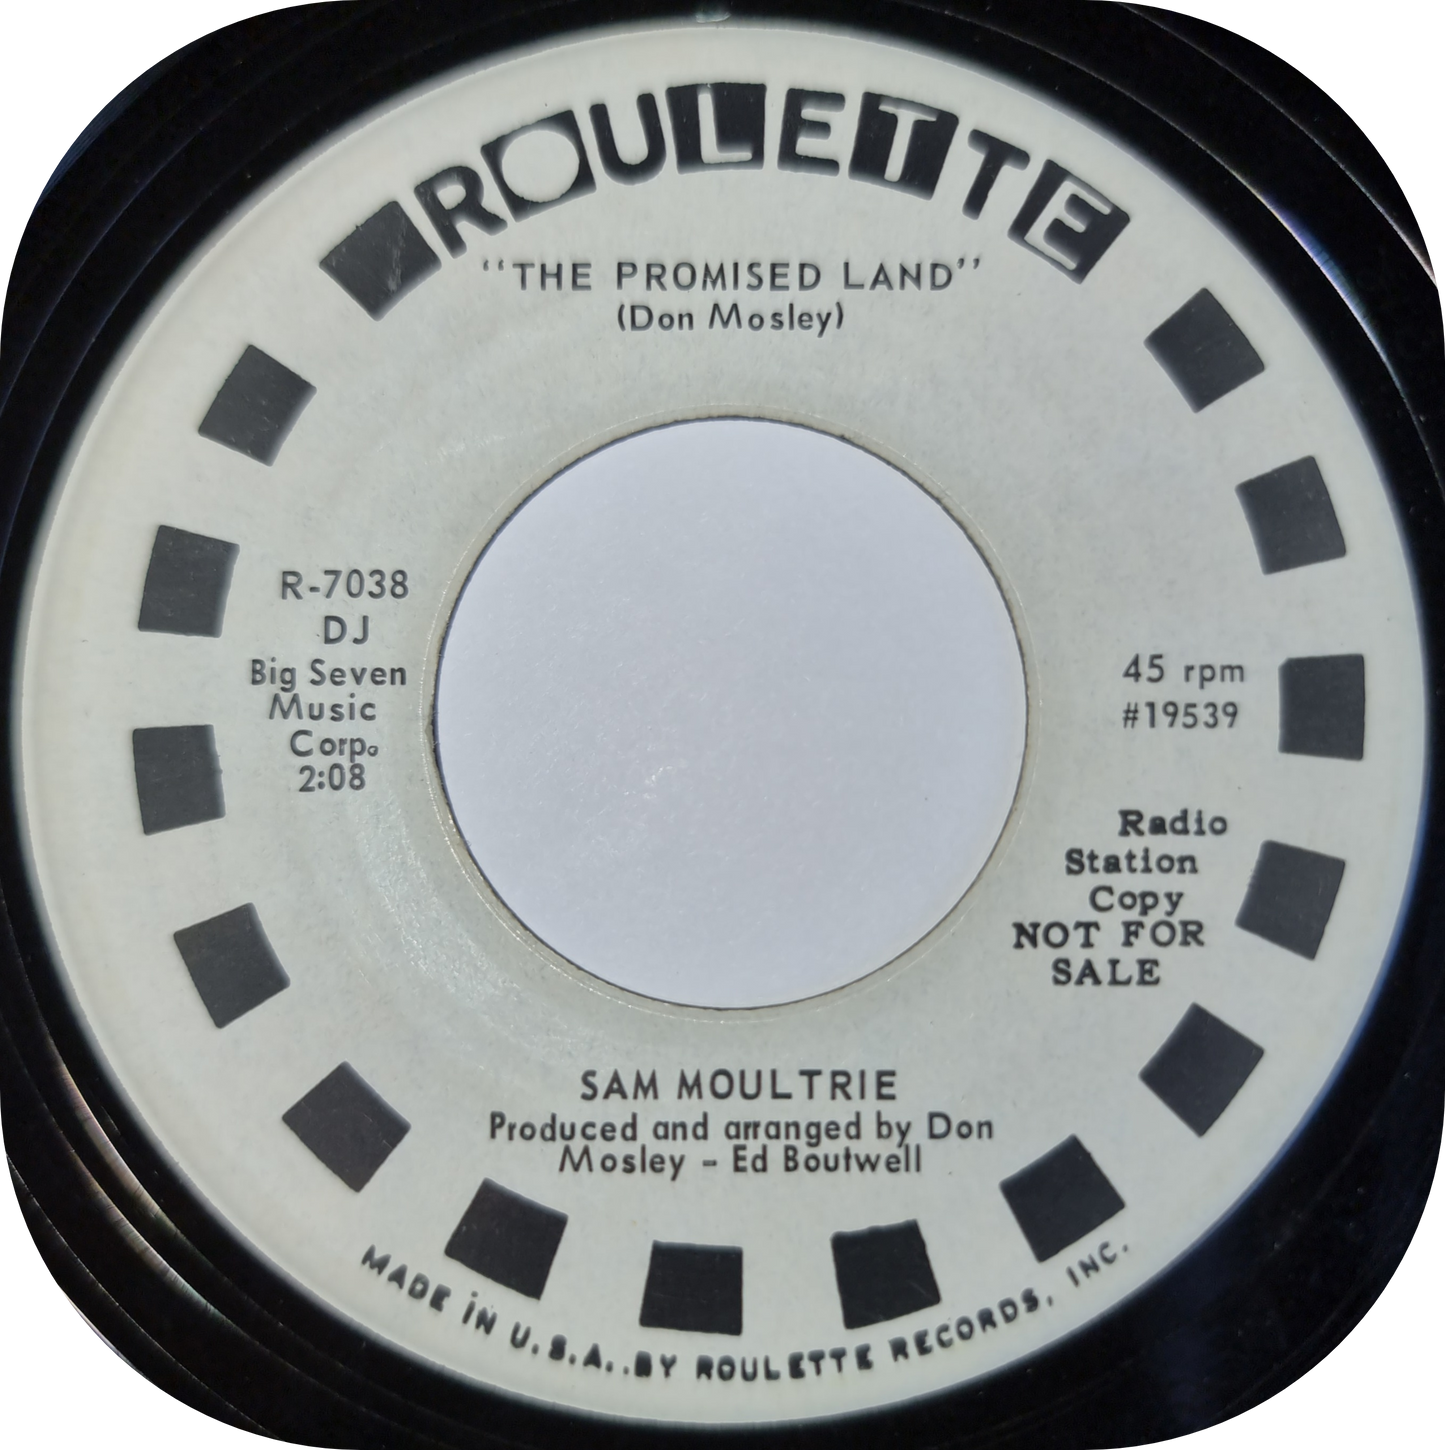 ROULETTE
“THE PROMISED LAND”
(Don Mosley)
R-7038
DJ
Big Seven
Music
Corp.
2:08
45 rpm
#19539
Radio
Station
Copy
NOT FOR
SALE
SAM MOULTRIE
Produced and arranged by Don
Mosley - Ed Boutwell
MADE iN U.S.A..BY ROULETTE RECORDS, INC.